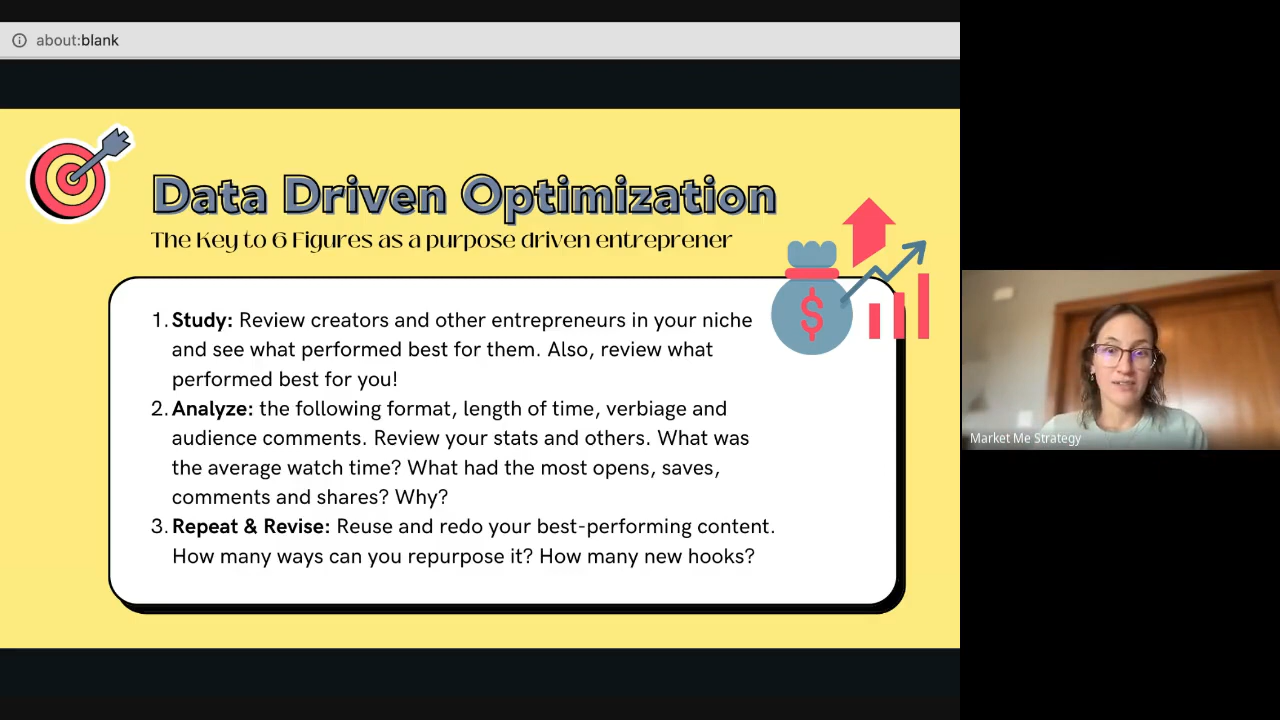 about:blank
Data Driven Optimization
The Key to 6 Figures as a purpose driven entreprener
1. Study: Review creators and other entrepreneurs in your niche
and see what performed best for them. Also, review what
performed best for you!
2. Analyze: the following format, length of time, verbiage and
audience comments. Review your stats and others. What was
the average watch time? What had the most opens, saves,
comments and shares? Why?
3. Repeat & Revise: Reuse and redo your best-performing content.
How many ways can you repurpose it? How many new hooks?
$
Market Me Strategy